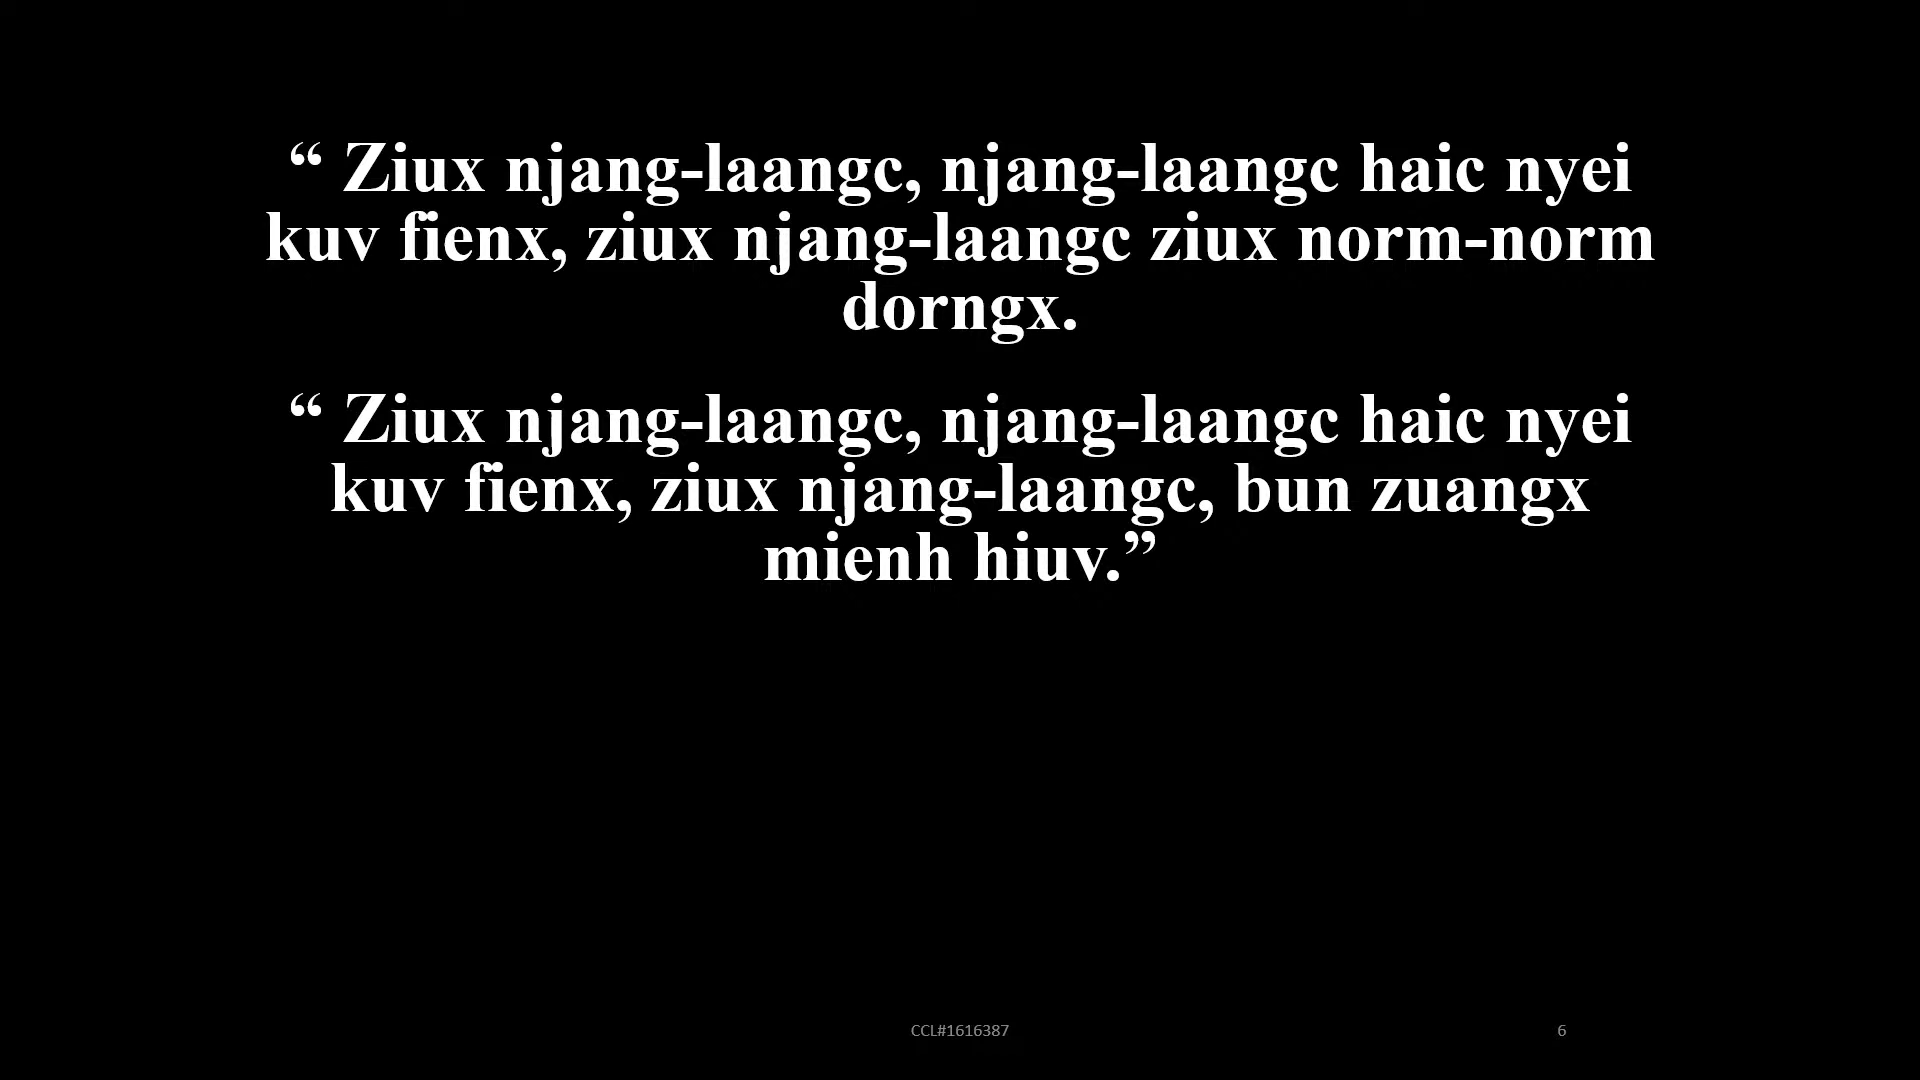 “ Ziux njang-laangc, njang-laangc haic nyei
kuv fienx, ziux njang-laangc ziux norm-norm
dorngx.
“ Ziux njang-laangc, njang-laangc haic nyei
kuv fienx, ziux njang-laangc, bun zuangx
mienh hiuv.”
CCL#1616387
6